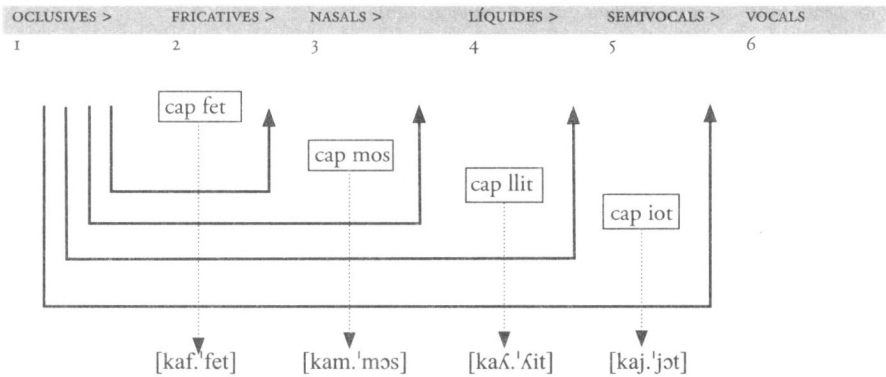 OCLUSIVES > FRICATIVES > NASALS > LÍQUIDES > SEMIVOCALS > VOCALS
1 2 3 4 5 6
cap fet
cap mos
cap llit
cap iot
[kaf.ˈfet] [kam.ˈmɔs] [kaʎ.ˈʎit] [kaj.ˈjɔt]